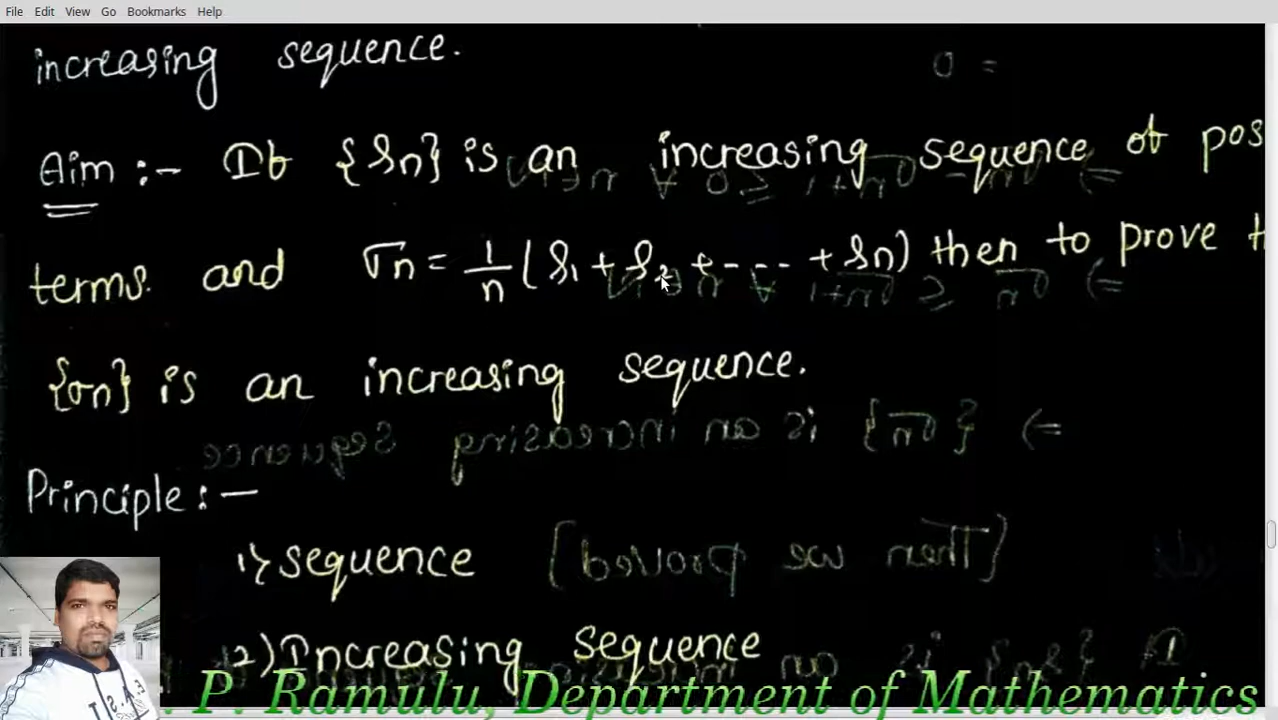 File Edit View Go Bookmarks Help
increasing sequence.
Aim :- If {Sn} is an increasing sequence of pos
terms. and σn = 1/n (S1 + S2 + ---- + Sn) then to prove t
{σn} is an increasing sequence.
Principle :-
1) sequence
2) Increasing sequence
. P. Ramulu, Department of Mathematics